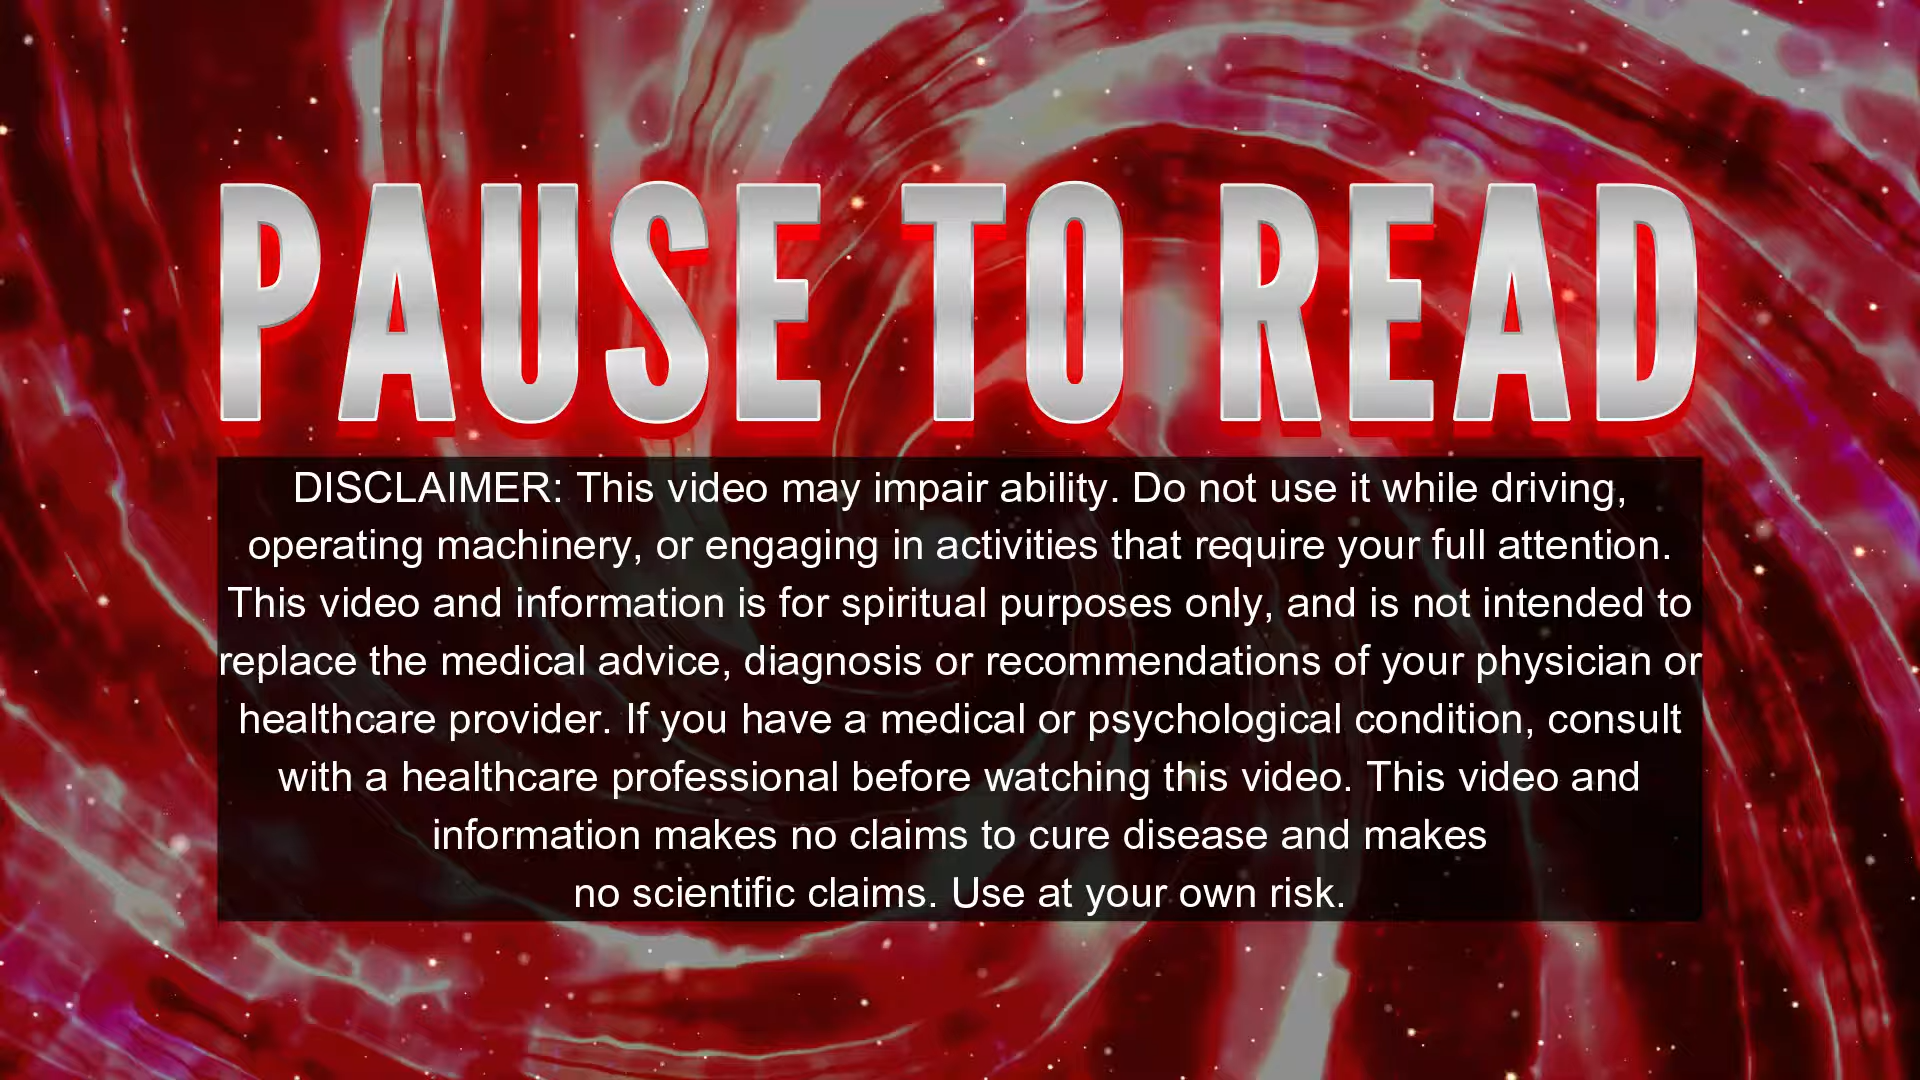 PAUSE TO READ
DISCLAIMER: This video may impair ability. Do not use it while driving,
operating machinery, or engaging in activities that require your full attention.
This video and information is for spiritual purposes only, and is not intended to
replace the medical advice, diagnosis or recommendations of your physician or
healthcare provider. If you have a medical or psychological condition, consult
with a healthcare professional before watching this video. This video and
information makes no claims to cure disease and makes
no scientific claims. Use at your own risk.